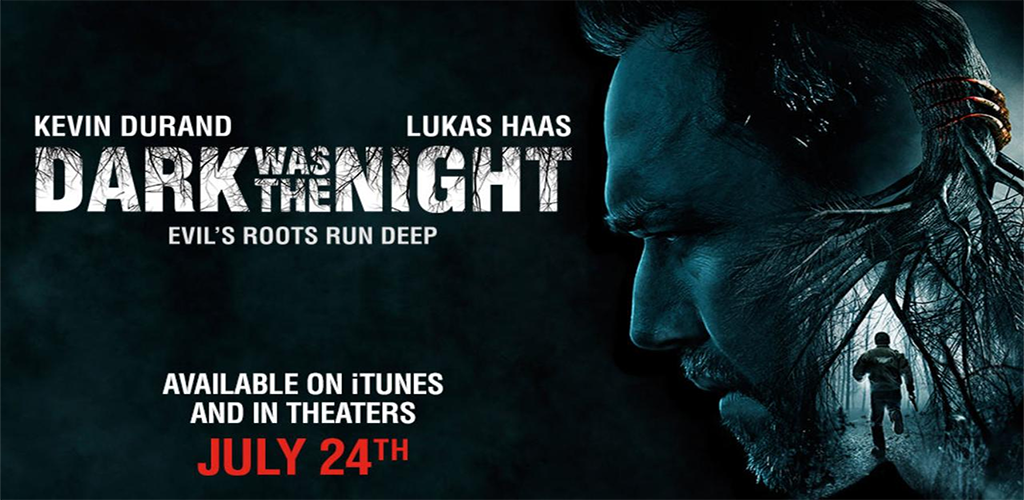 KEVIN DURAND LUKAS HAAS
DARK WAS THE NIGHT
EVIL'S ROOTS RUN DEEP
AVAILABLE ON iTUNES
AND IN THEATERS
JULY 24TH